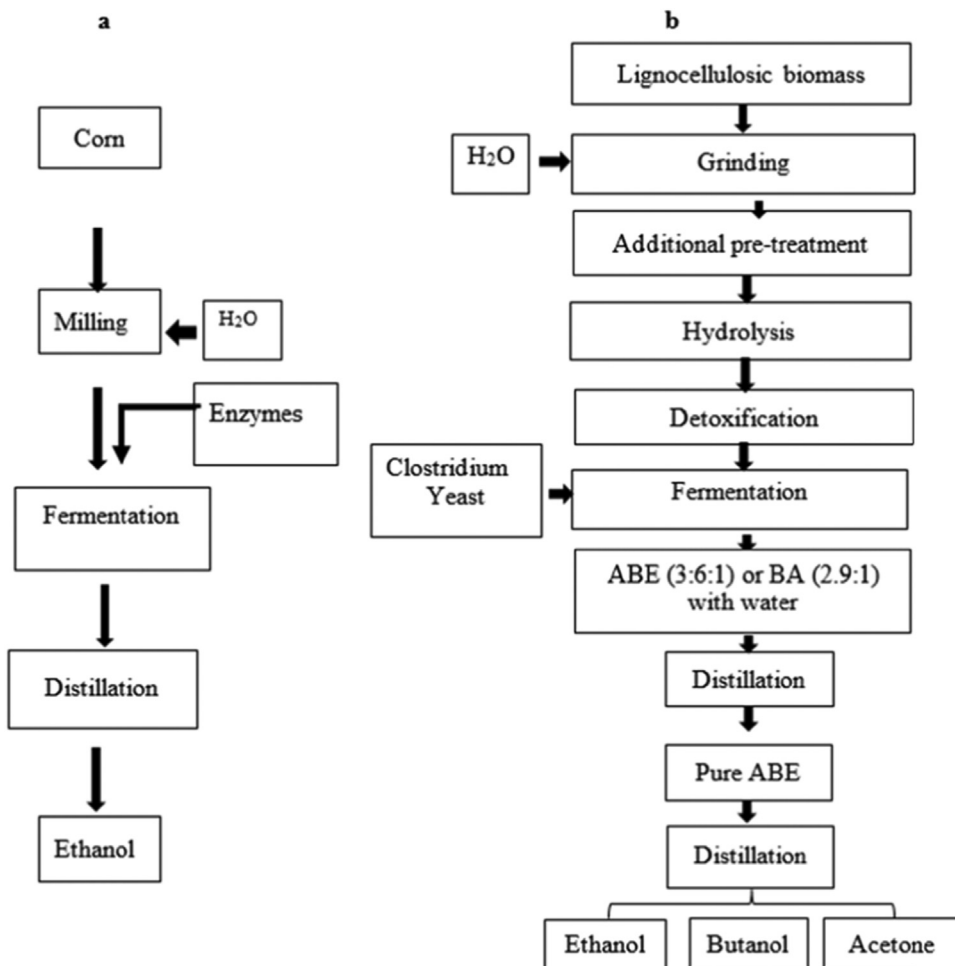 a
Corn
Milling
H₂O
Enzymes
Fermentation
Distillation
Ethanol
b
Lignocellulosic biomass
H₂O
Grinding
Additional pre-treatment
Hydrolysis
Detoxification
Clostridium
Yeast
Fermentation
ABE (3:6:1) or BA (2.9:1)
with water
Distillation
Pure ABE
Distillation
Ethanol
Butanol
Acetone